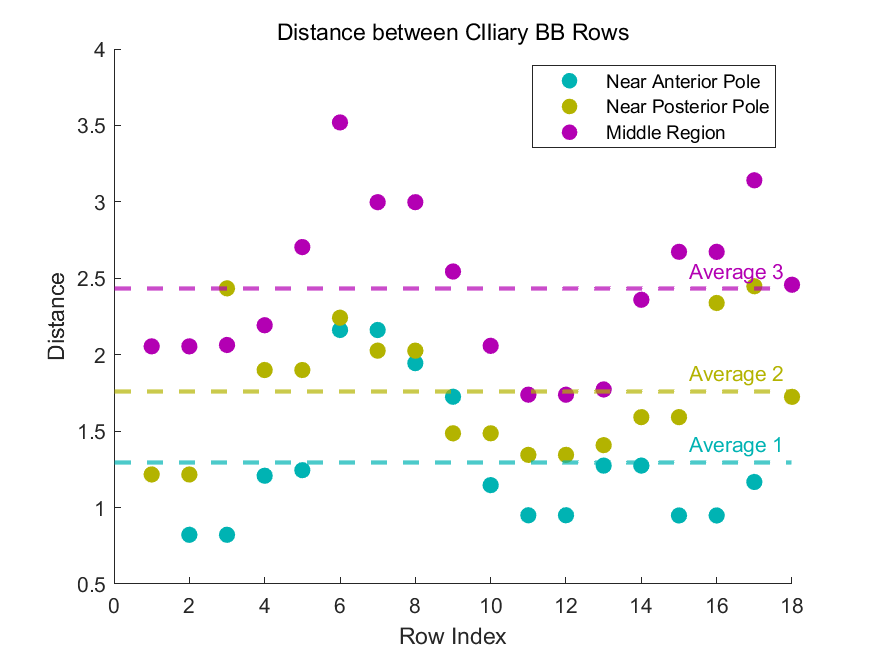 Distance between CIliary BB Rows
4
3.5
3
2.5
2
1.5
1
0.5
Distance
Near Anterior Pole
Near Posterior Pole
Middle Region
Average 3
Average 2
Average 1
0 2 4 6 8 10 12 14 16 18
Row Index